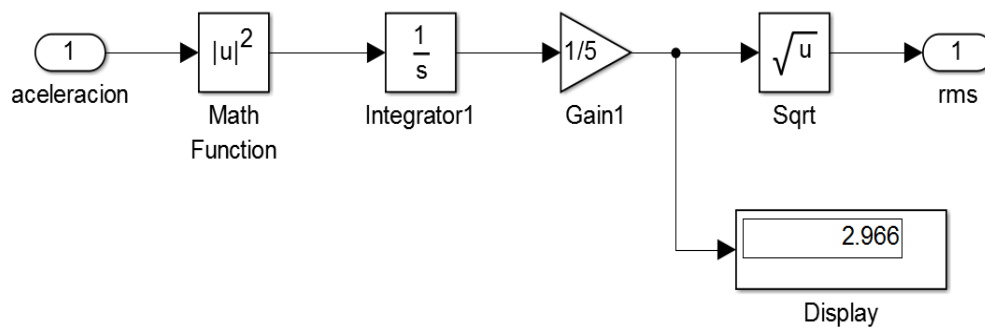 1
aceleracion
|u|²
Math
Function
1
s
Integrator1
1/5
Gain1
√u
Sqrt
1
rms
2.966
Display